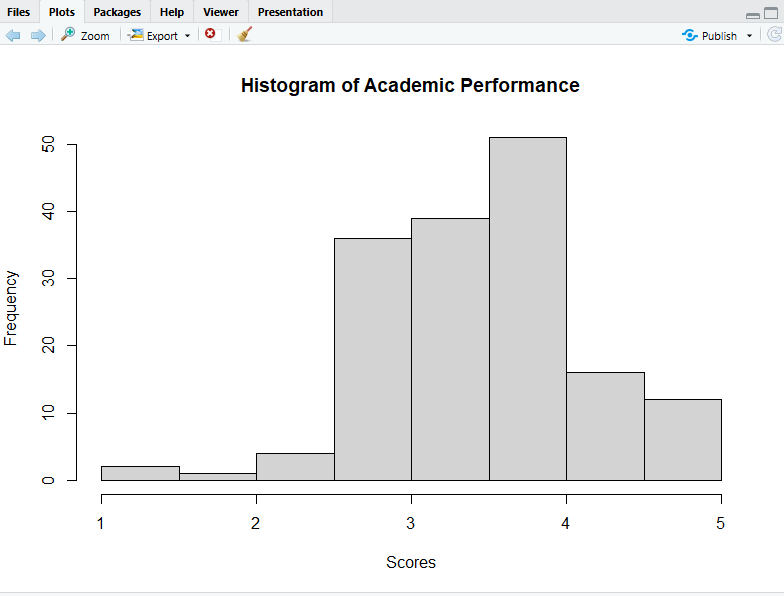 Files Plots Packages Help Viewer Presentation
Zoom Export Publish
Histogram of Academic Performance
Frequency
50
40
30
20
10
0
1 2 3 4 5
Scores